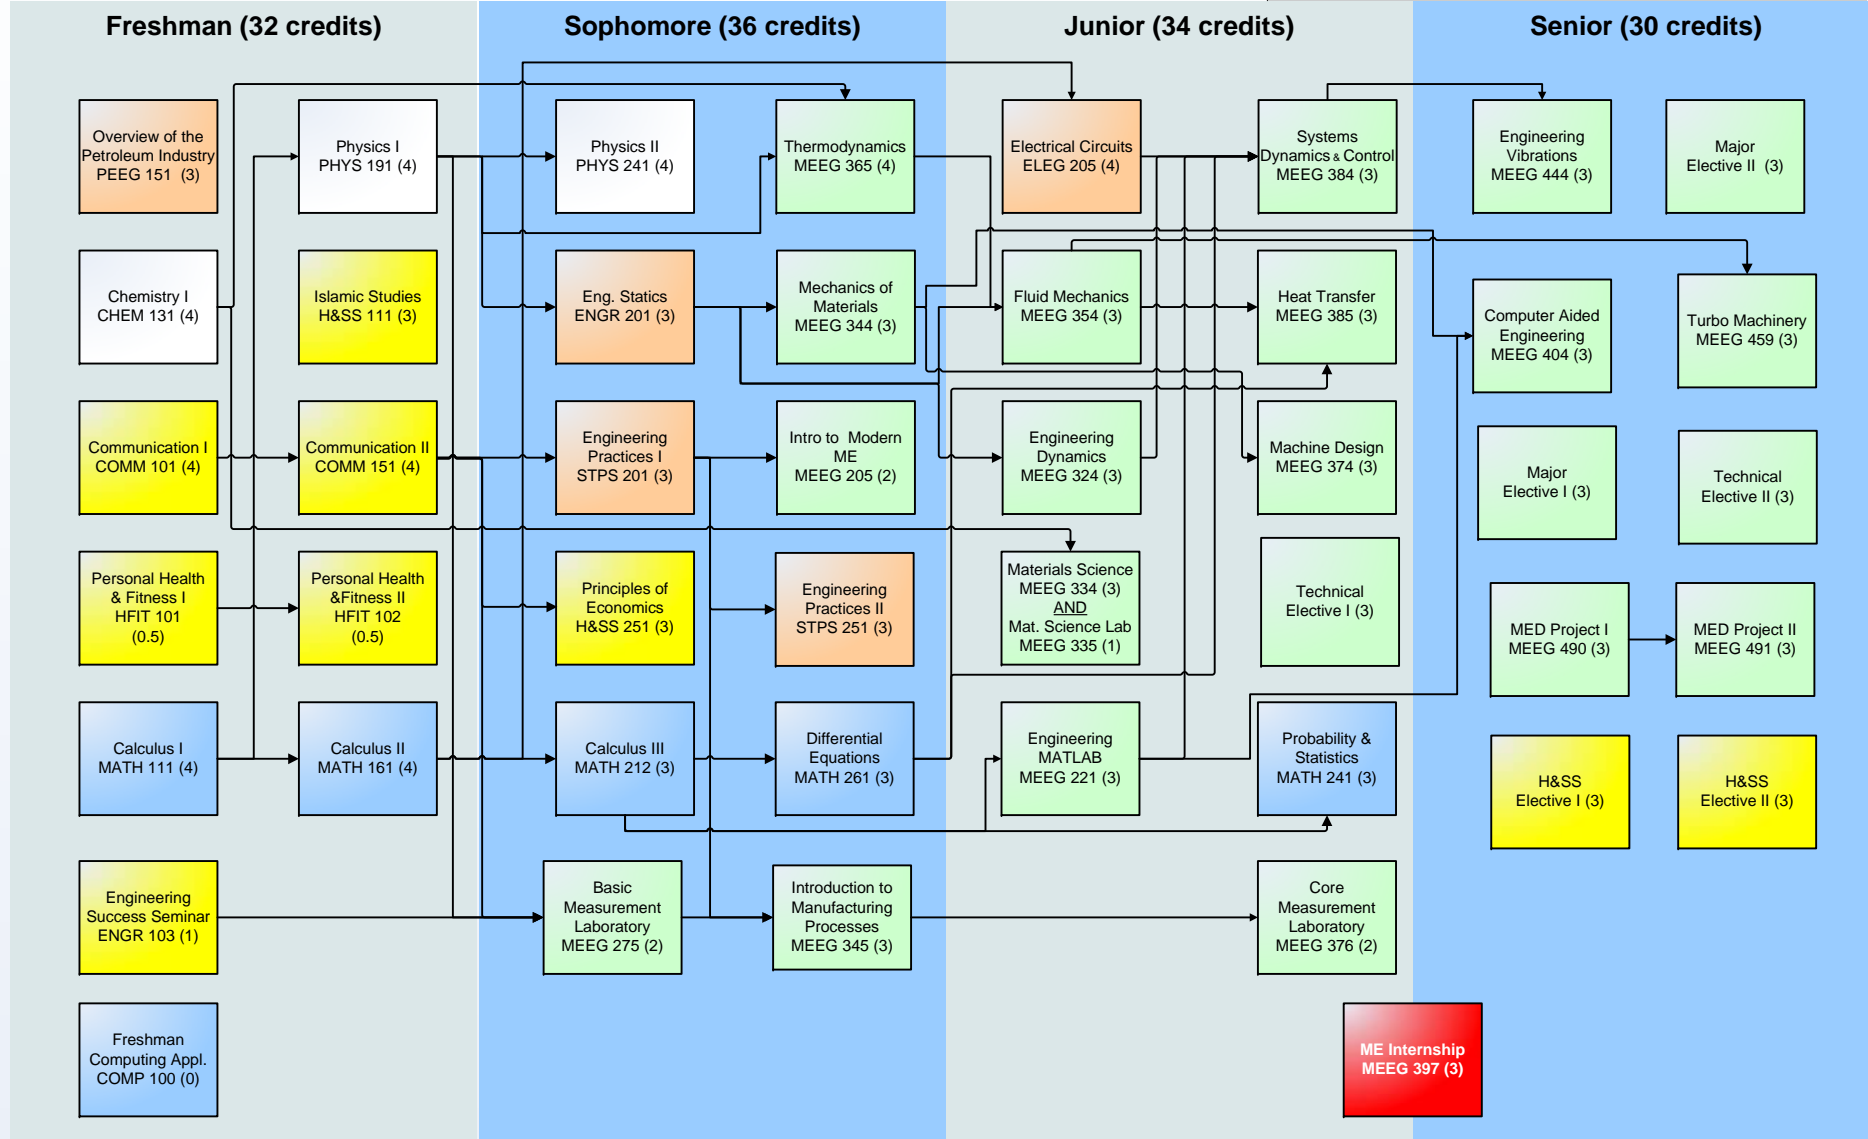 Freshman (32 credits)
Sophomore (36 credits)
Junior (34 credits)
Senior (30 credits)
Overview of the
Petroleum Industry
PEEG 151  (3)
Physics I
PHYS 191 (4)
Physics II
PHYS 241 (4)
Thermodynamics
MEEG 365 (4)
Electrical Circuits
ELEG 205 (4)
Systems
Dynamics & Control
MEEG 384 (3)
Engineering
Vibrations
MEEG 444 (3)
Major
Elective II  (3)
Chemistry I
CHEM 131 (4)
Islamic Studies
H&SS 111 (3)
Eng. Statics
ENGR 201 (3)
Mechanics of
Materials
MEEG 344 (3)
Fluid Mechanics
MEEG 354 (3)
Heat Transfer
MEEG 385 (3)
Computer Aided
Engineering
MEEG 404 (3)
Turbo Machinery
MEEG 459 (3)
Communication I
COMM 101 (4)
Communication II
COMM 151 (4)
Engineering
Practices I
STPS 201 (3)
Intro to  Modern
ME
MEEG 205 (2)
Engineering
Dynamics
MEEG 324 (3)
Machine Design
MEEG 374 (3)
Major
Elective I (3)
Technical
Elective II (3)
Personal Health
& Fitness I
HFIT 101
(0.5)
Personal Health
&Fitness II
HFIT 102
(0.5)
Principles of
Economics
H&SS 251 (3)
Engineering
Practices II
STPS 251 (3)
Materials Science
MEEG 334 (3)
AND
Mat. Science Lab
MEEG 335 (1)
Technical
Elective I (3)
MED Project I
MEEG 490 (3)
MED Project II
MEEG 491 (3)
Calculus I
MATH 111 (4)
Calculus II
MATH 161 (4)
Calculus III
MATH 212 (3)
Differential
Equations
MATH 261 (3)
Engineering
MATLAB
MEEG 221 (3)
Probability &
Statistics
MATH 241 (3)
H&SS
Elective I (3)
H&SS
Elective II (3)
Engineering
Success Seminar
ENGR 103 (1)
Basic
Measurement
Laboratory
MEEG 275 (2)
Introduction to
Manufacturing
Processes
MEEG 345 (3)
Core
Measurement
Laboratory
MEEG 376 (2)
Freshman
Computing Appl.
COMP 100 (0)
ME Internship
MEEG 397 (3)